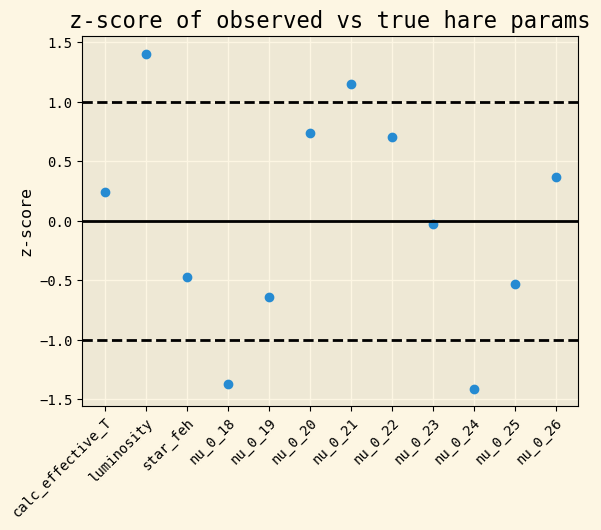 z-score of observed vs true hare params
1.5
1.0
0.5
0.0
−0.5
−1.0
−1.5
z-score
calc_effective_T
luminosity
star_feh
nu_0_18
nu_0_19
nu_0_20
nu_0_21
nu_0_22
nu_0_23
nu_0_24
nu_0_25
nu_0_26